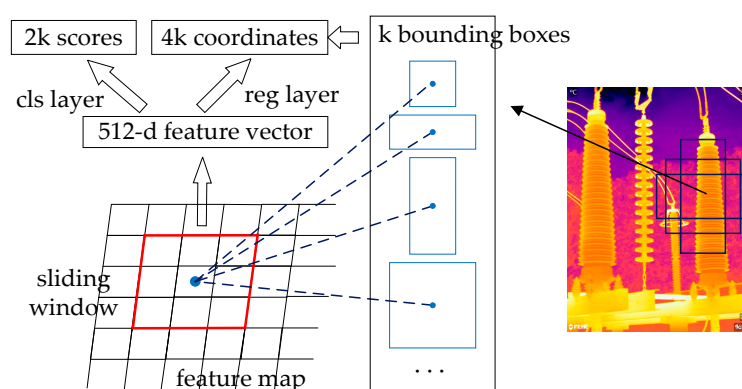 2k scores
4k coordinates
k bounding boxes
cls layer
reg layer
512-d feature vector
sliding
window
feature map
. . .
°C